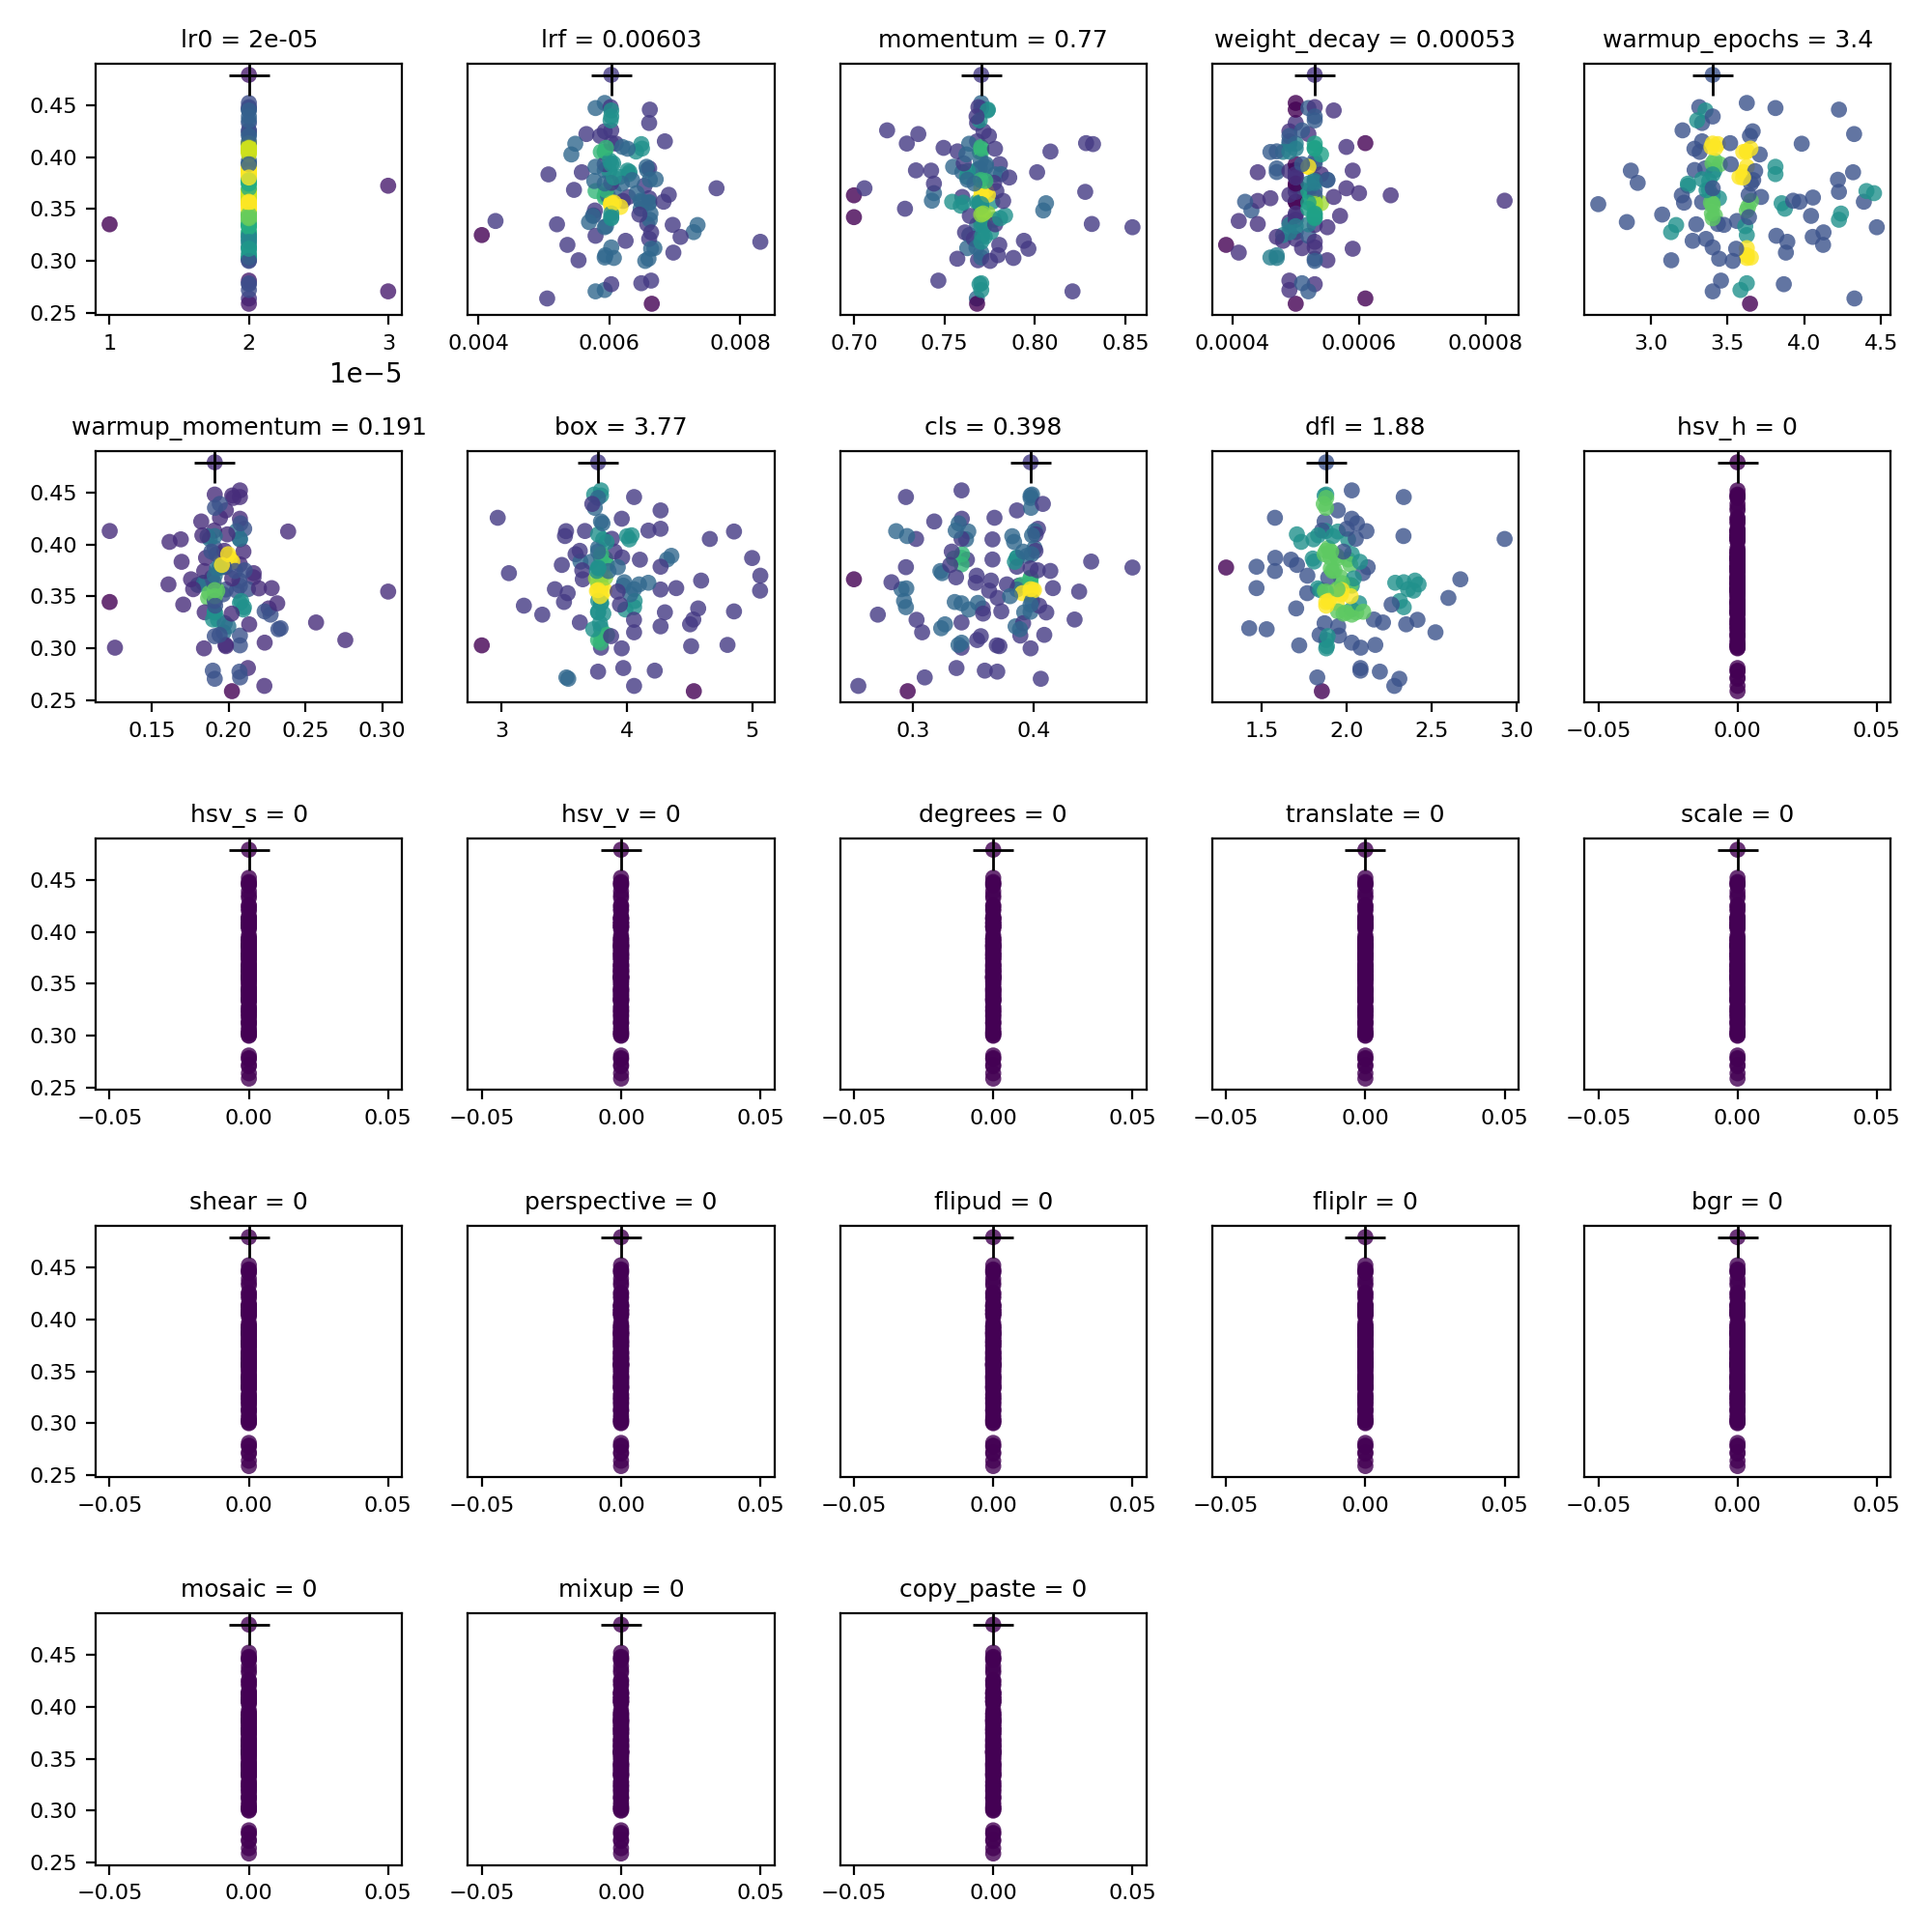 lr0 = 2e-05
lrf = 0.00603
momentum = 0.77
weight_decay = 0.00053
warmup_epochs = 3.4
0.45
0.40
0.35
0.30
0.25
1 2 3
1e−5
0.004 0.006 0.008
0.70 0.75 0.80 0.85
0.0004 0.0006 0.0008
3.0 3.5 4.0 4.5
warmup_momentum = 0.191
box = 3.77
cls = 0.398
dfl = 1.88
hsv_h = 0
0.45
0.40
0.35
0.30
0.25
0.15 0.20 0.25 0.30
3 4 5
0.3 0.4
1.5 2.0 2.5 3.0
−0.05 0.00 0.05
hsv_s = 0
hsv_v = 0
degrees = 0
translate = 0
scale = 0
0.45
0.40
0.35
0.30
0.25
−0.05 0.00 0.05
−0.05 0.00 0.05
−0.05 0.00 0.05
−0.05 0.00 0.05
−0.05 0.00 0.05
shear = 0
perspective = 0
flipud = 0
fliplr = 0
bgr = 0
0.45
0.40
0.35
0.30
0.25
−0.05 0.00 0.05
−0.05 0.00 0.05
−0.05 0.00 0.05
−0.05 0.00 0.05
−0.05 0.00 0.05
mosaic = 0
mixup = 0
copy_paste = 0
0.45
0.40
0.35
0.30
0.25
−0.05 0.00 0.05
−0.05 0.00 0.05
−0.05 0.00 0.05